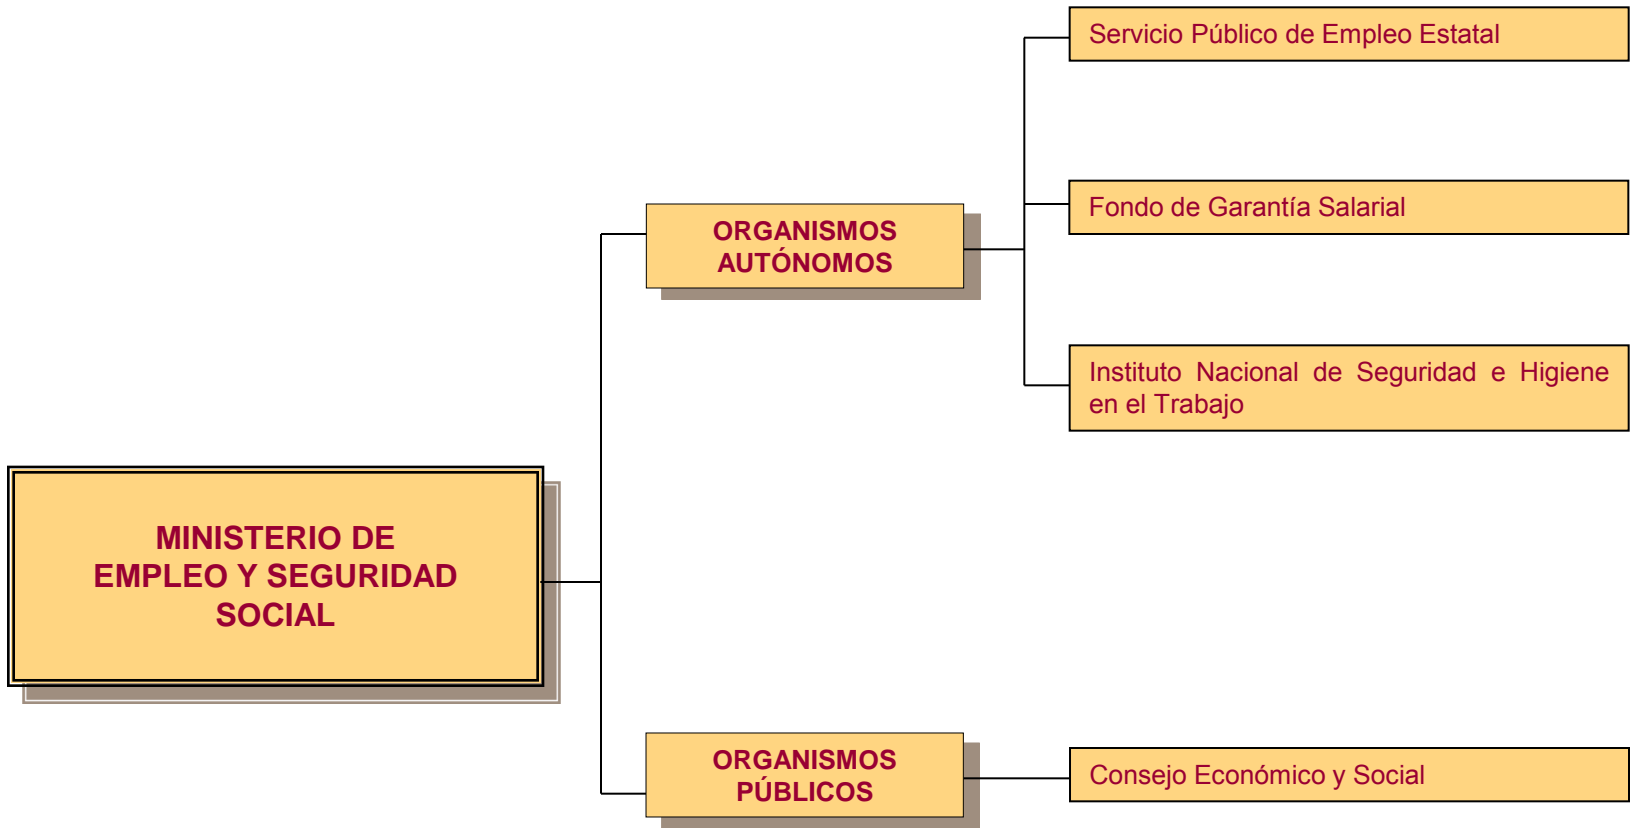 Servicio Público de Empleo Estatal
Fondo de Garantía Salarial
ORGANISMOS
AUTÓNOMOS
Instituto Nacional de Seguridad e Higiene
en el Trabajo
MINISTERIO DE
EMPLEO Y SEGURIDAD
SOCIAL
ORGANISMOS
PÚBLICOS
Consejo Económico y Social